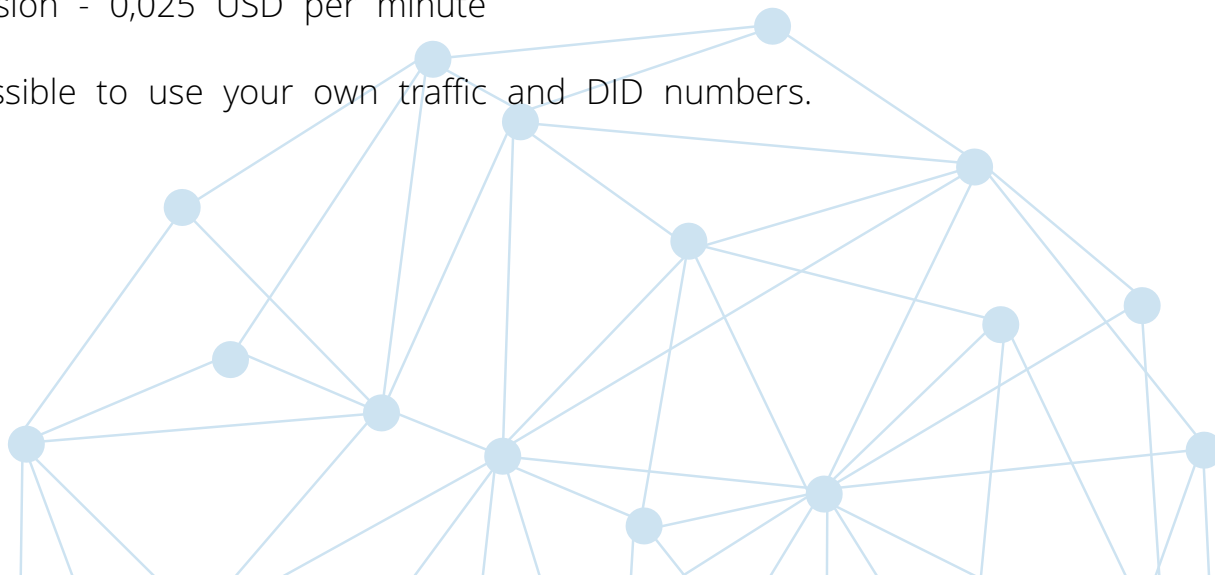 sion - 0,025 USD per minute
ssible to use your own traffic and DID numbers.